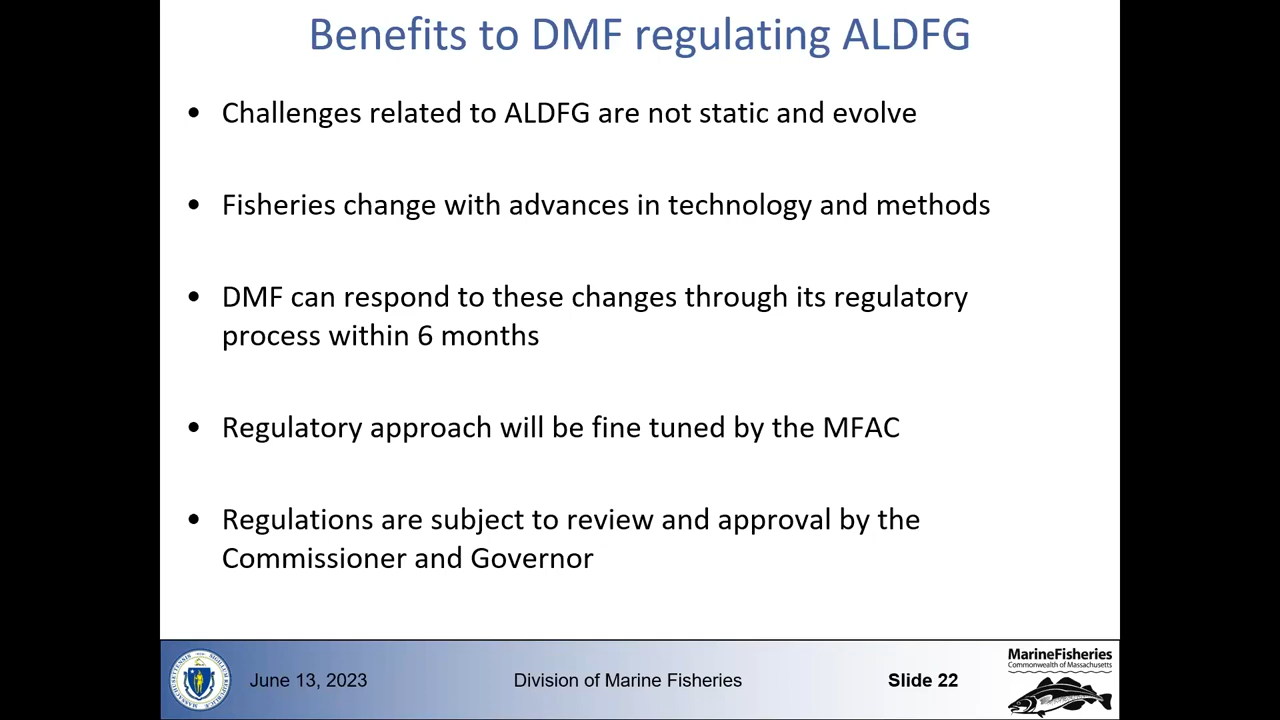 Benefits to DMF regulating ALDFG
• Challenges related to ALDFG are not static and evolve
• Fisheries change with advances in technology and methods
• DMF can respond to these changes through its regulatory
process within 6 months
• Regulatory approach will be fine tuned by the MFAC
• Regulations are subject to review and approval by the
Commissioner and Governor
June 13, 2023
Division of Marine Fisheries
Slide 22
MarineFisheries
Commonwealth of Massachusetts